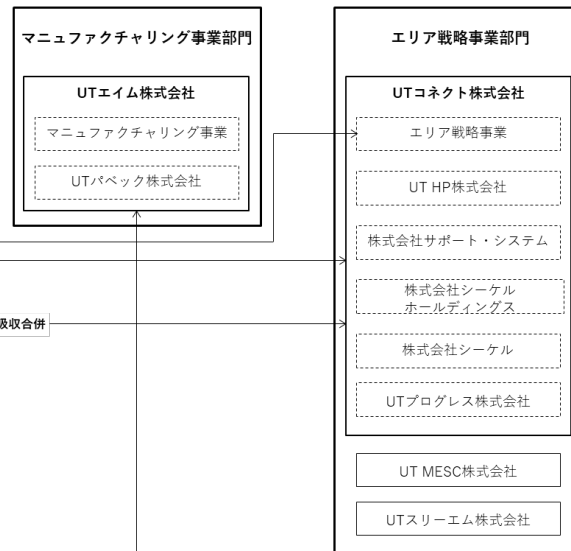 マニュファクチャリング事業部門
UTエイム株式会社
マニュファクチャリング事業
UTパベック株式会社
吸収合併
エリア戦略事業部門
UTコネクト株式会社
エリア戦略事業
UT HP株式会社
株式会社サポート・システム
株式会社シーケル
ホールディングス
株式会社シーケル
UTプログレス株式会社
UT MESC株式会社
UTスリーエム株式会社